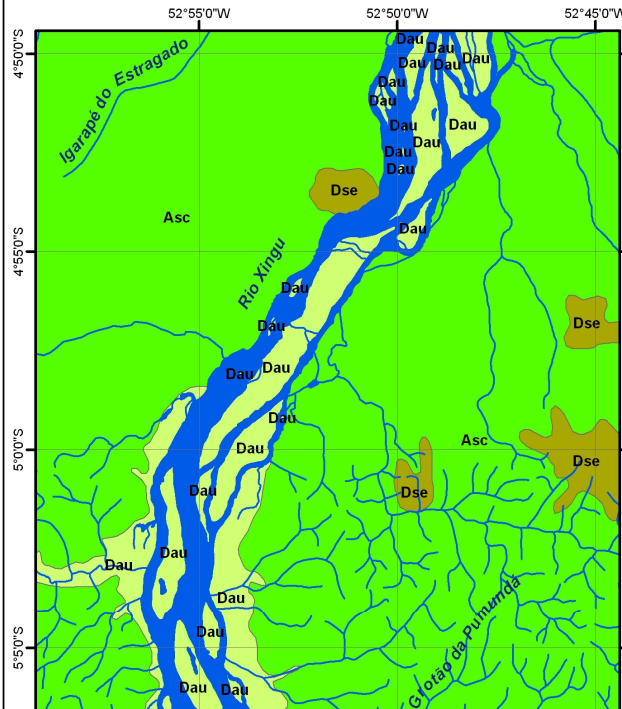 52°55'0"W
52°50'0"W
52°45'0"W
4°50'0"S
4°55'0"S
5°0'0"S
5°5'0"S
Igarapé do Estragado
Dau
Dau
Dau
Dau
Dau
Dau
Dau
Dau
Dau
Dau
Dau
Dau
Dse
Asc
Dau
Rio Xingu
Dau
Dau
Dse
Dau
Dau
Dau
Asc
Dau
Dse
Dau
Dse
Dau
Dau
Dau
Dau
Grotão da Pumunda
Dau
Dau